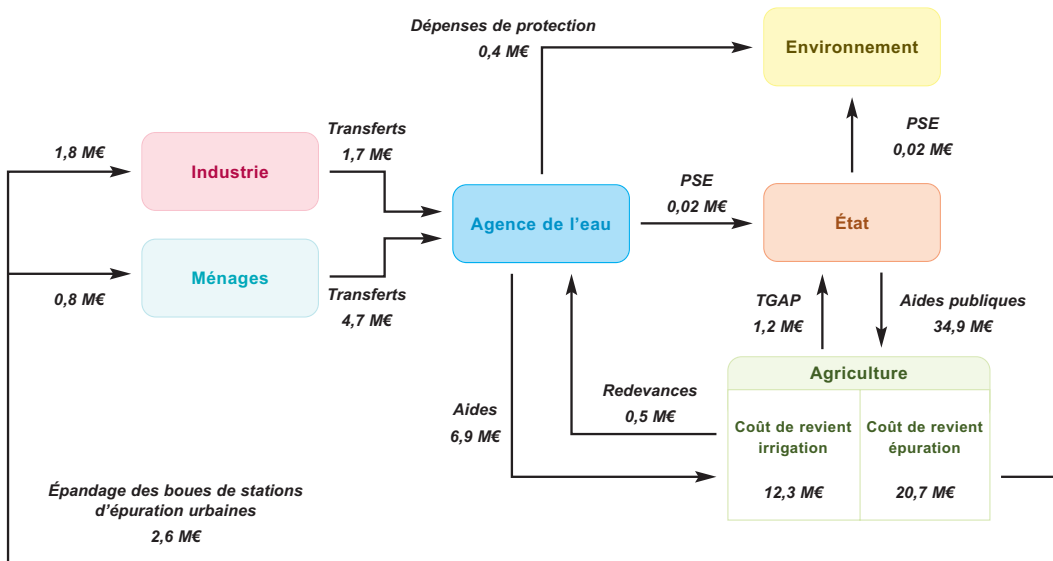 Dépenses de protection
0,4 M€
Environnement
PSE
0,02 M€
1,8 M€
Industrie
Transferts
1,7 M€
Agence de l'eau
PSE
0,02 M€
État
0,8 M€
Ménages
Transferts
4,7 M€
TGAP
1,2 M€
Aides publiques
34,9 M€
Aides
6,9 M€
Redevances
0,5 M€
Agriculture
Coût de revient
irrigation
12,3 M€
Coût de revient
épuration
20,7 M€
Épandage des boues de stations
d'épuration urbaines
2,6 M€